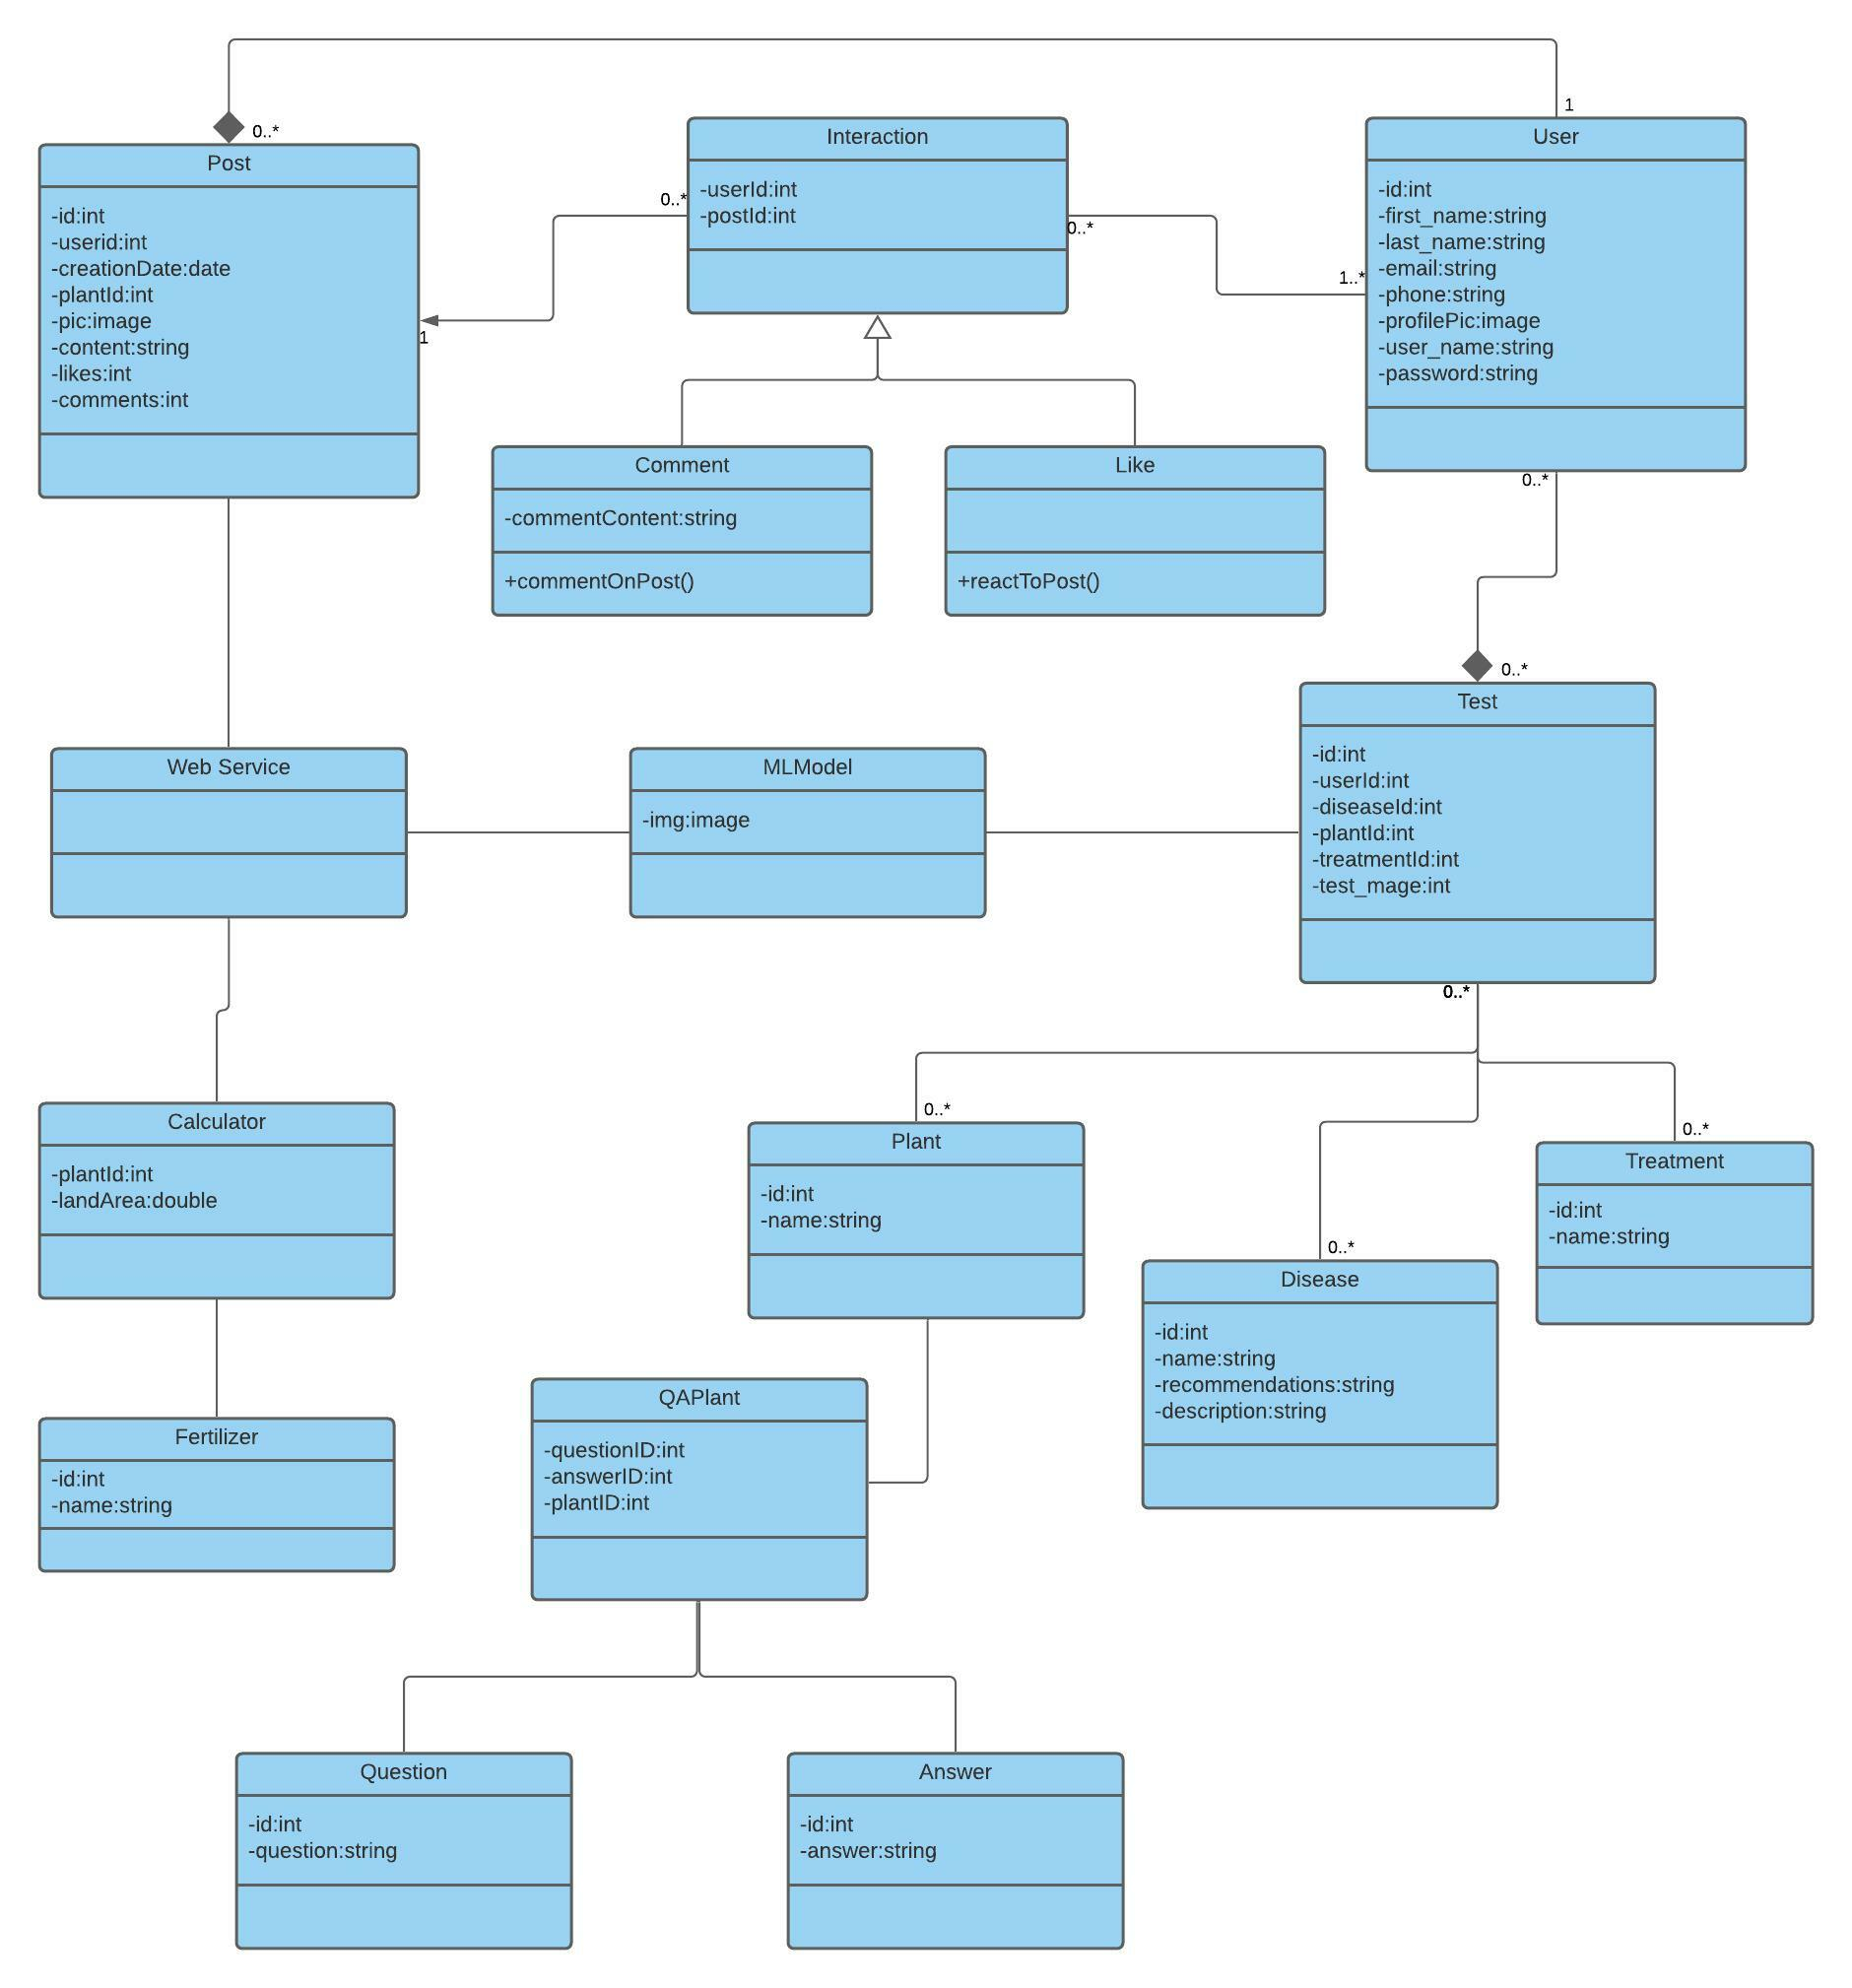 1
0..*
Post
-id:int
-userid:int
-creationDate:date
-plantId:int
-pic:image
-content:string
-likes:int
-comments:int
Interaction
-userId:int
-postId:int
0..*
1
0..*
1..*
User
-id:int
-first_name:string
-last_name:string
-email:string
-phone:string
-profilePic:image
-user_name:string
-password:string
Comment
-commentContent:string
+commentOnPost()
Like
+reactToPost()
0..*
0..*
Web Service
MLModel
-img:image
Test
-id:int
-userId:int
-diseaseId:int
-plantId:int
-treatmentId:int
-test_mage:int
0..*
Calculator
-plantId:int
-landArea:double
0..*
Plant
-id:int
-name:string
0..*
Disease
-id:int
-name:string
-recommendations:string
-description:string
0..*
Treatment
-id:int
-name:string
Fertilizer
-id:int
-name:string
QAPlant
-questionID:int
-answerID:int
-plantID:int
Question
-id:int
-question:string
Answer
-id:int
-answer:string